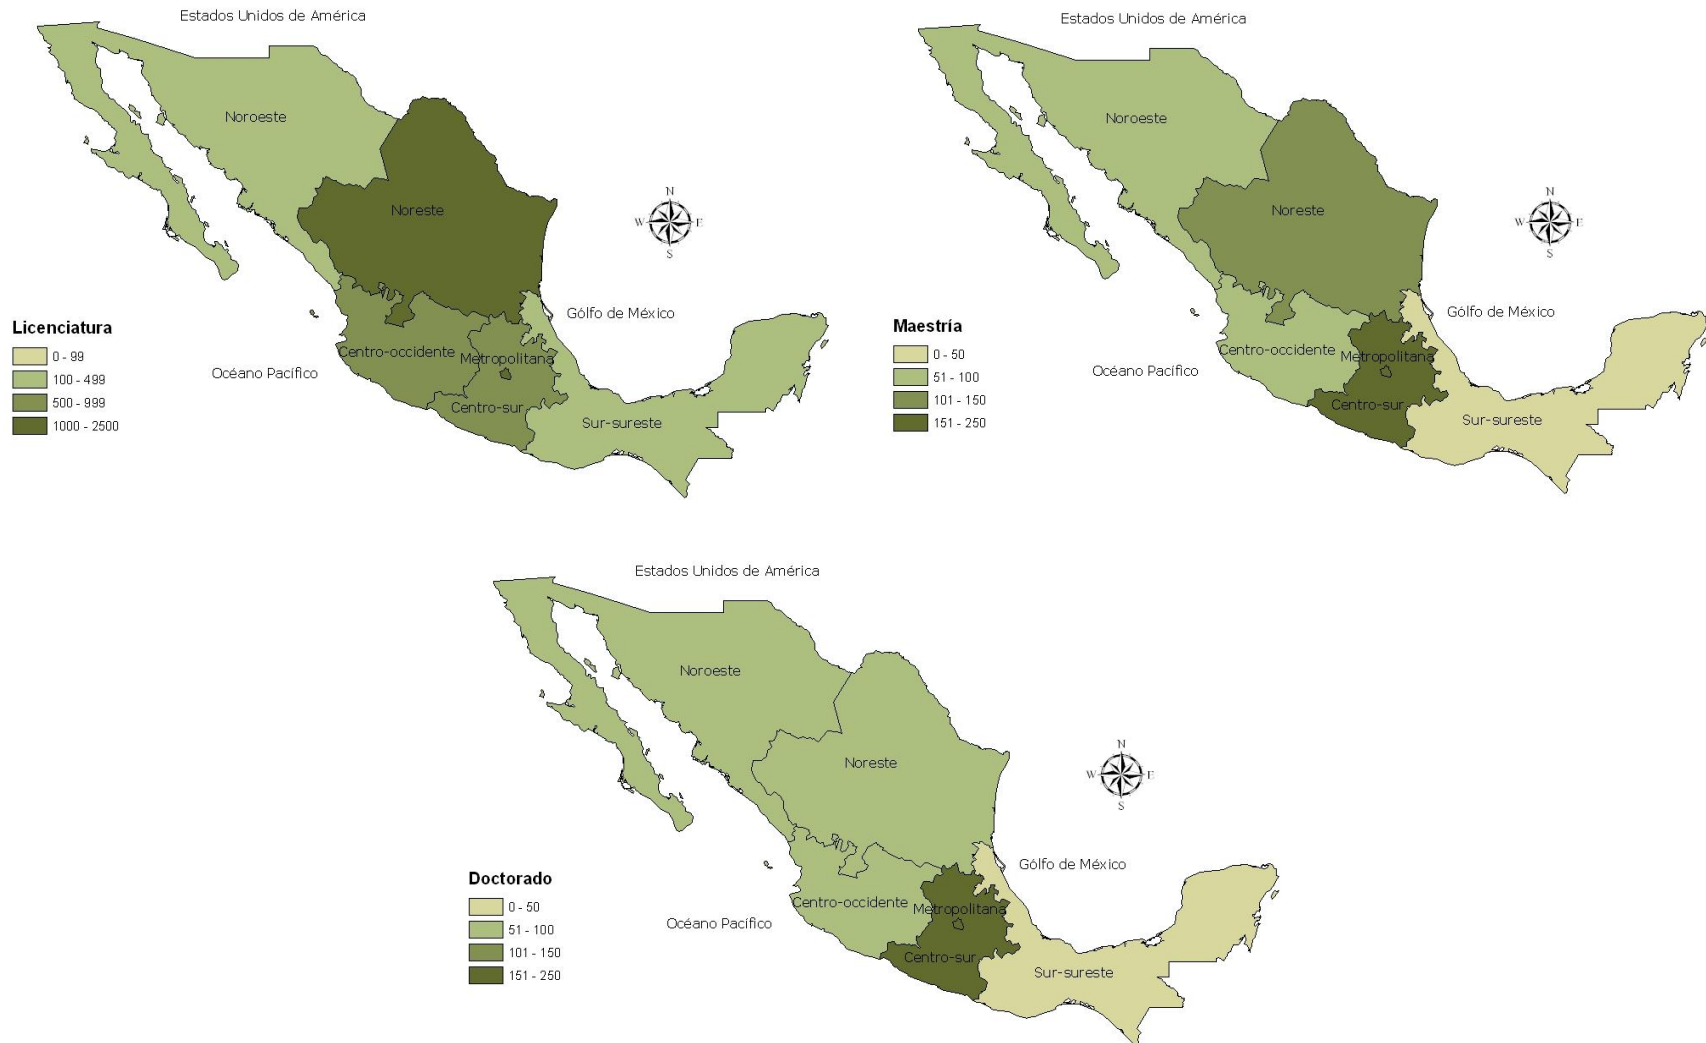 Estados Unidos de América
Noroeste
Noreste
N
W
E
S
Gólfo de México
Licenciatura
0 - 99
100 - 499
500 - 999
1000 - 2500
Centro-occidente
Metropolitana
Océano Pacífico
Centro-sur
Sur-sureste
Estados Unidos de América
Noroeste
Noreste
N
W
E
S
Gólfo de México
Maestría
0 - 50
51 - 100
101 - 150
151 - 250
Centro-occidente
Metropolitana
Océano Pacífico
Centro-sur
Sur-sureste
Estados Unidos de América
Noroeste
Noreste
N
W
E
S
Gólfo de México
Doctorado
0 - 50
51 - 100
101 - 150
151 - 250
Centro-occidente
Metropolitana
Océano Pacífico
Centro-sur
Sur-sureste